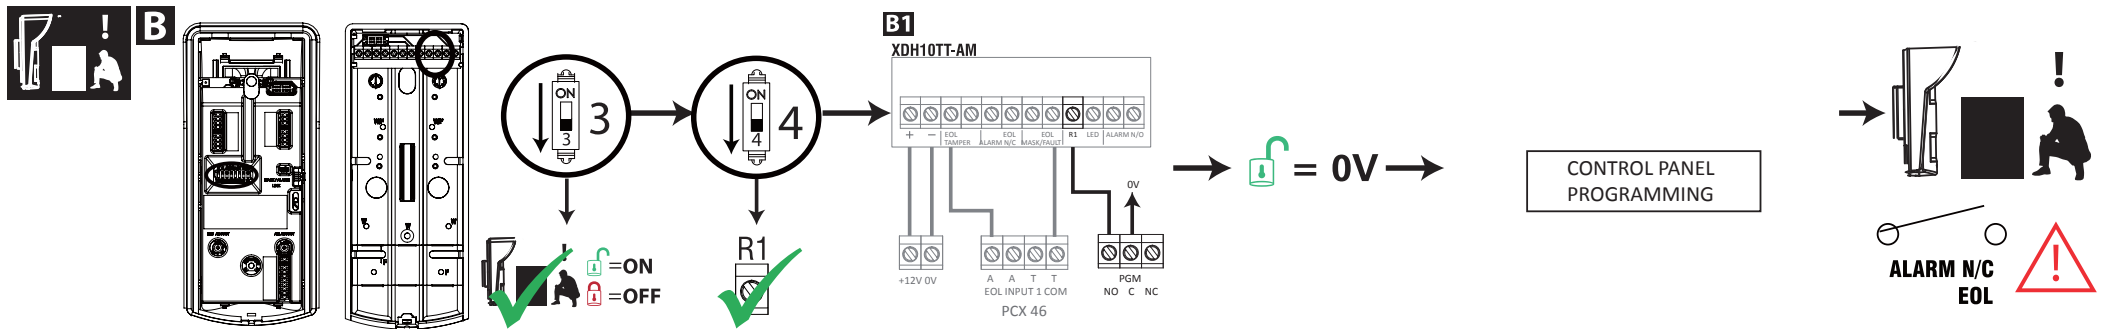 !
B
ON
3
3
=ON
=OFF
ON
4
4
R1
B1
XDH10TT-AM
+ − EOL EOL EOL R1 LED ALARM N/O
TAMPER ALARM N/C MASK/FAULT
0V
+12V 0V
A A T T
EOL INPUT 1 COM
PCX 46
PGM
NO C NC
= 0V
CONTROL PANEL
PROGRAMMING
!
ALARM N/C
EOL
!